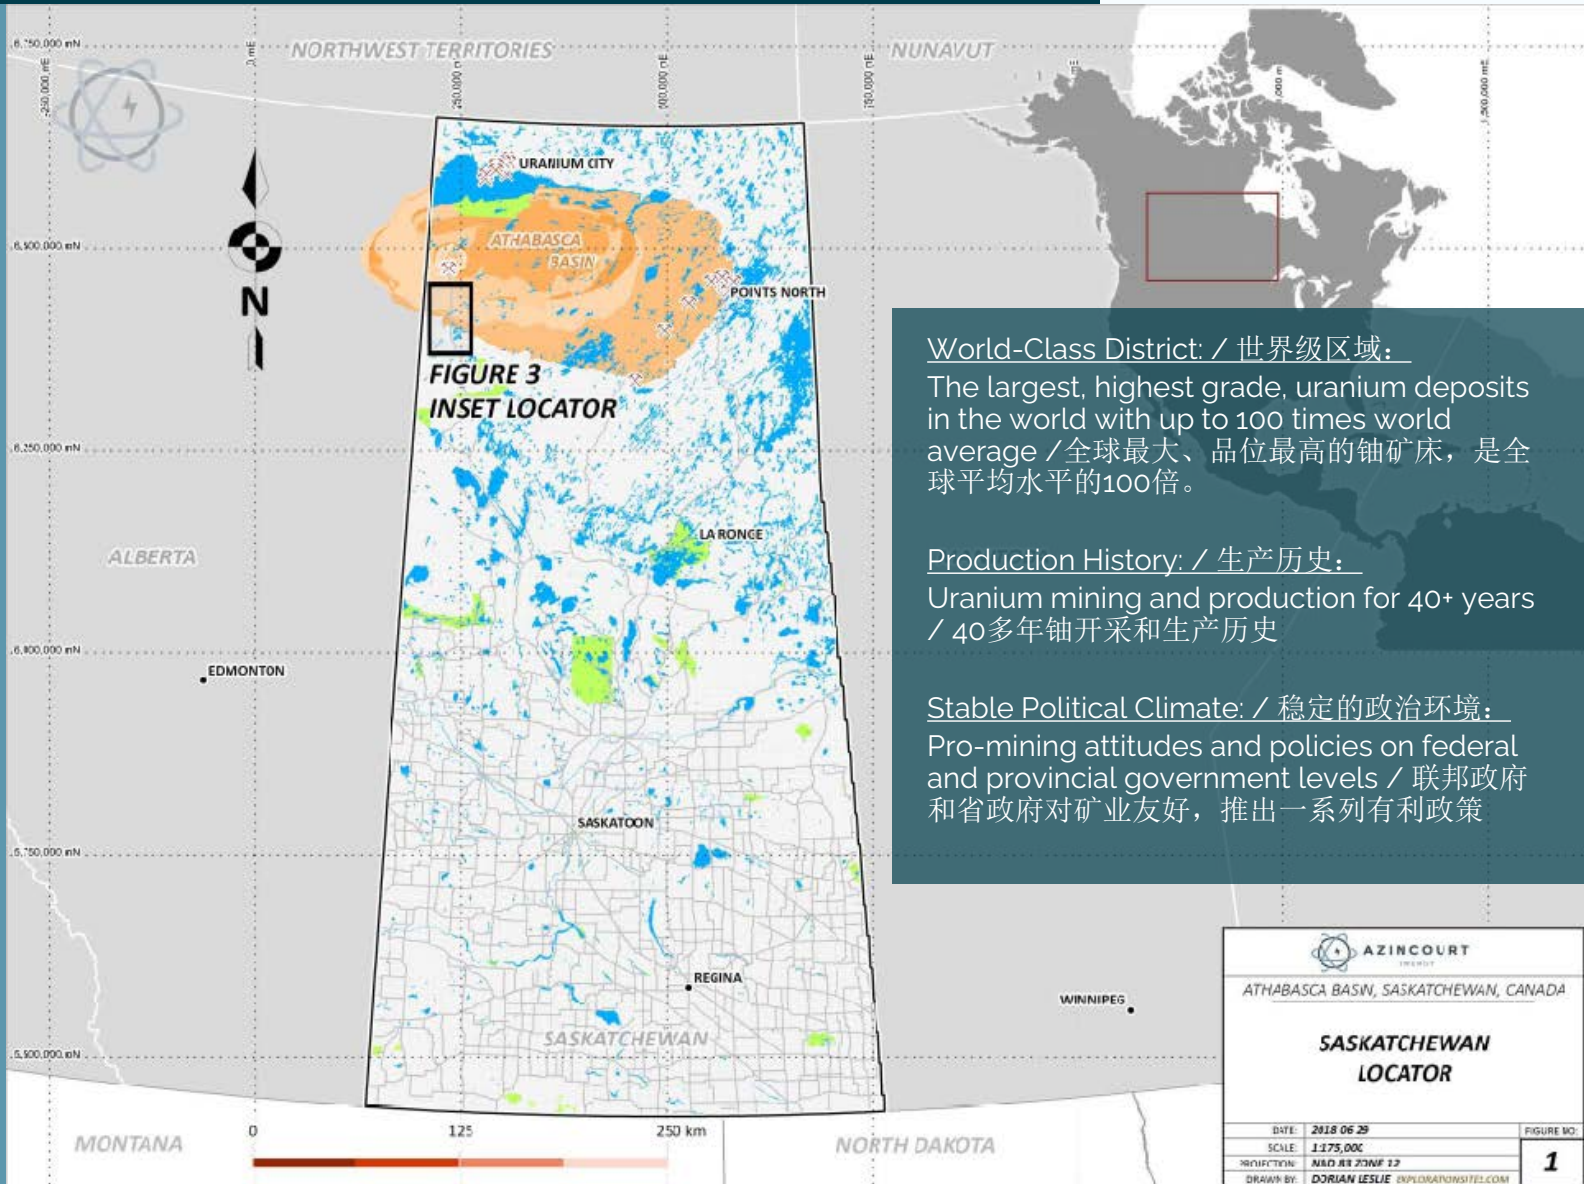 NORTHWEST TERRITORIES
NUNAVUT
URANIUM CITY
ATHABASCA
BASIN
POINTS NORTH
N
FIGURE 3
INSET LOCATOR
LA RONGE
ALBERTA
EDMONTON
SASKATOON
REGINA
SASKATCHEWAN
WINNIPEG
MONTANA
NORTH DAKOTA
0 125 250 km
World-Class District: / 世界级区域：
The largest, highest grade, uranium deposits
in the world with up to 100 times world
average /全球最大、品位最高的铀矿床，是全
球平均水平的100倍。
Production History: / 生产历史：
Uranium mining and production for 40+ years
/ 40多年铀开采和生产历史
Stable Political Climate: / 稳定的政治环境：
Pro-mining attitudes and policies on federal
and provincial government levels / 联邦政府
和省政府对矿业友好，推出一系列有利政策
AZINCOURT
ENERGY
ATHABASCA BASIN, SASKATCHEWAN, CANADA
SASKATCHEWAN
LOCATOR
DATE: 2018 06 29
SCALE: 1:175,000
PROJECTION: NAD 83 ZONE 12
DRAWN BY: DORIAN LESLIE EXPLORATIONSITES.COM
FIGURE NO:
1